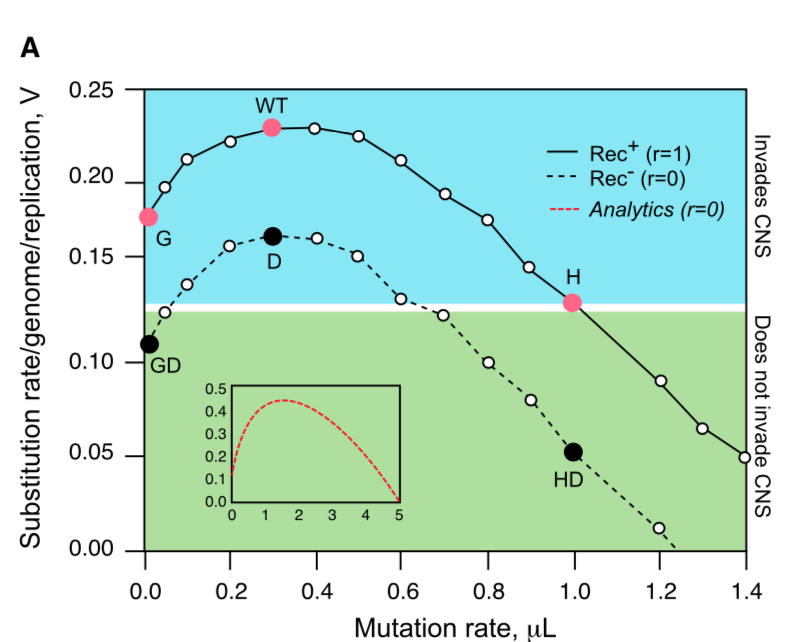 A
Substitution rate/genome/replication, V
0.25
0.20
0.15
0.10
0.05
0.00
WT
G
D
GD
H
HD
Rec+ (r=1)
Rec- (r=0)
Analytics (r=0)
Invades CNS
Does not invade CNS
0.5
0.4
0.3
0.2
0.1
0.0
0 1 2 3 4 5
0.0 0.2 0.4 0.6 0.8 1.0 1.2 1.4
Mutation rate, μL